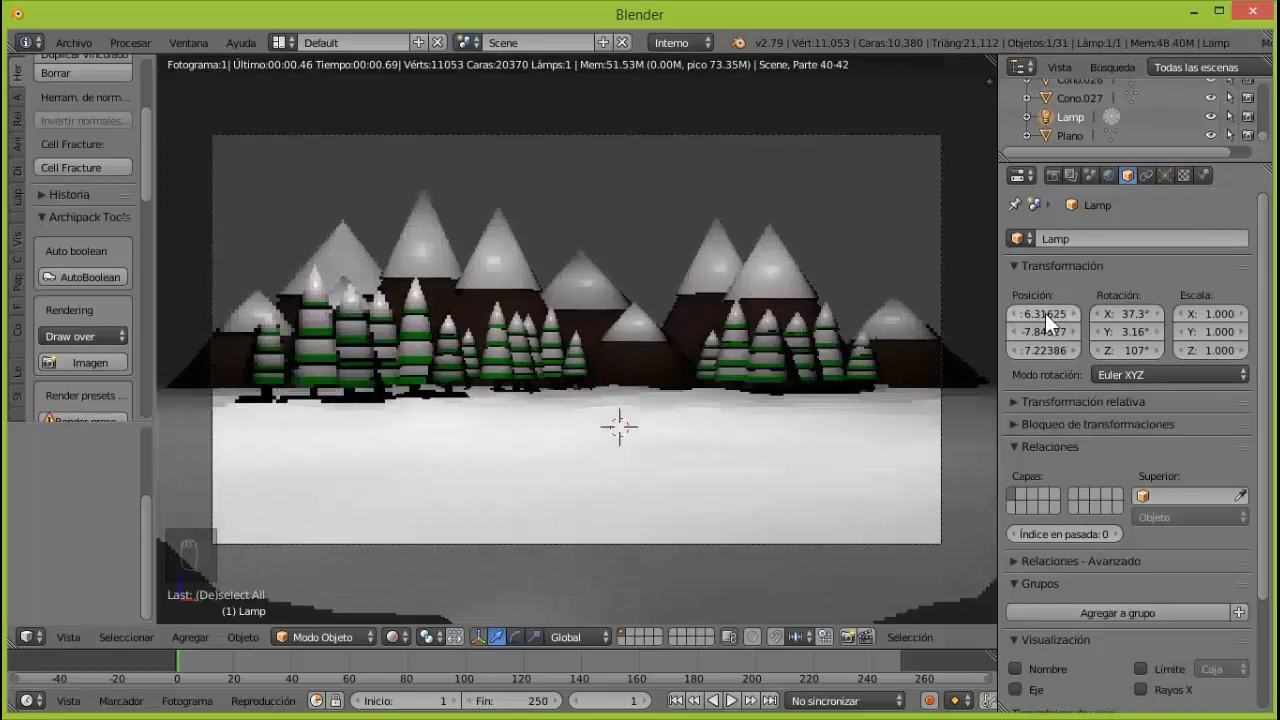 Blender
Archivo Procesar Ventana Ayuda Default Scene Interno v2.79 | Vért:11,053 | Caras:10,380 | Triáng:21,112 | Objetos:1/31 | Lámp:1/1 | Mem:48.40M | Lamp
Fotograma:1| Último:00:00.46 Tiempo:00:00.69| Vérts:11053 Caras:20370 Lámps:1 | Mem:51.53M (0.00M, pico 73.35M) | Scene, Parte 40-42
Borrar
Herram. de norm...
Invertir normales...
Cell Fracture:
Cell Fracture
Historia
Archipack Tools
Auto boolean
AutoBoolean
Rendering
Draw over
Imagen
Render presets ...
Vista Búsqueda Todas las escenas
Cono.026
Cono.027
Lamp
Plano
Lamp
Lamp
Transformación
Posición: Rotación: Escala:
X: 37.3° X: 1.000
Y: 3.16° Y: 1.000
-7.22386 Z: 107° Z: 1.000
Modo rotación: Euler XYZ
Transformación relativa
Bloqueo de transformaciones
Relaciones
Capas: Superior:
Objeto
Índice en pasada: 0
Relaciones - Avanzado
Grupos
Agregar a grupo
Visualización
Nombre Límite Caja
Eje Rayos X
Last: (De)select All
(1) Lamp
Vista Seleccionar Agregar Objeto Modo Objeto Global Selección
-40 -20 0 20 40 60 80 100 120 140 160 180 200 220 240 260
Vista Marcador Fotograma Reproducción Inicio: 1 Fin: 250 1 No sincronizar